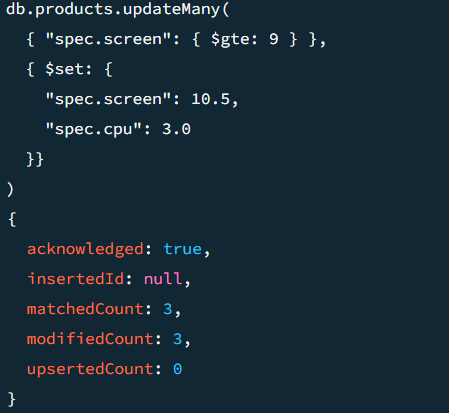 db.products.updateMany(
  { "spec.screen": { $gte: 9 } },
  { $set: {
    "spec.screen": 10.5,
    "spec.cpu": 3.0
  }}
)
{
  acknowledged: true,
  insertedId: null,
  matchedCount: 3,
  modifiedCount: 3,
  upsertedCount: 0
}